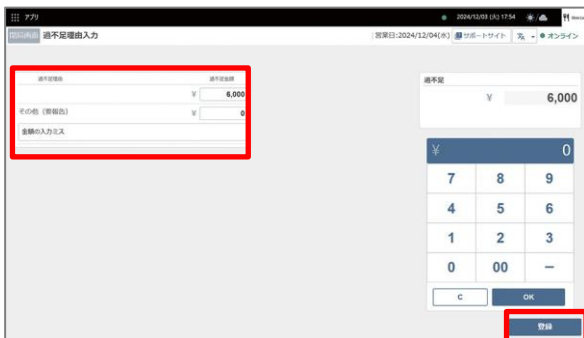 アプリ
2024/12/03 (火) 17:54
過不足理由入力
営業日:2024/12/04(水)
サポートサイト
オンライン
過不足理由
過不足金額
¥ 6,000
その他（要報告）
¥ 0
金額の入力ミス
過不足
¥ 6,000
¥ 0
7 8 9
4 5 6
1 2 3
0 00 −
C OK
登録